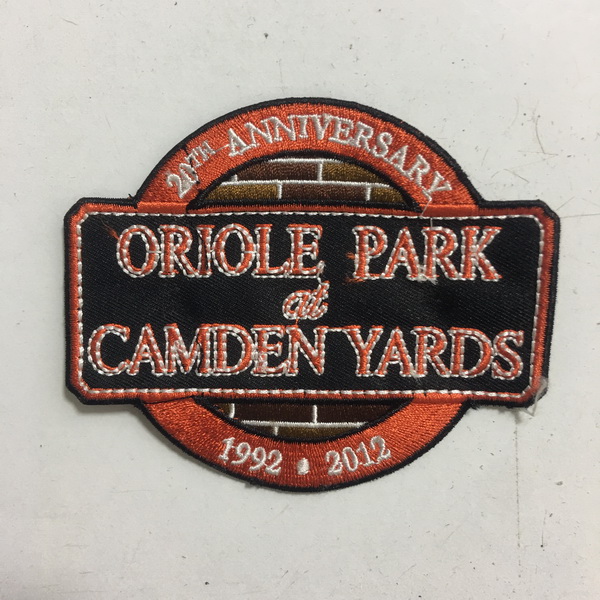 20TH ANNIVERSARY
ORIOLE PARK
at
CAMDEN YARDS
1992 • 2012